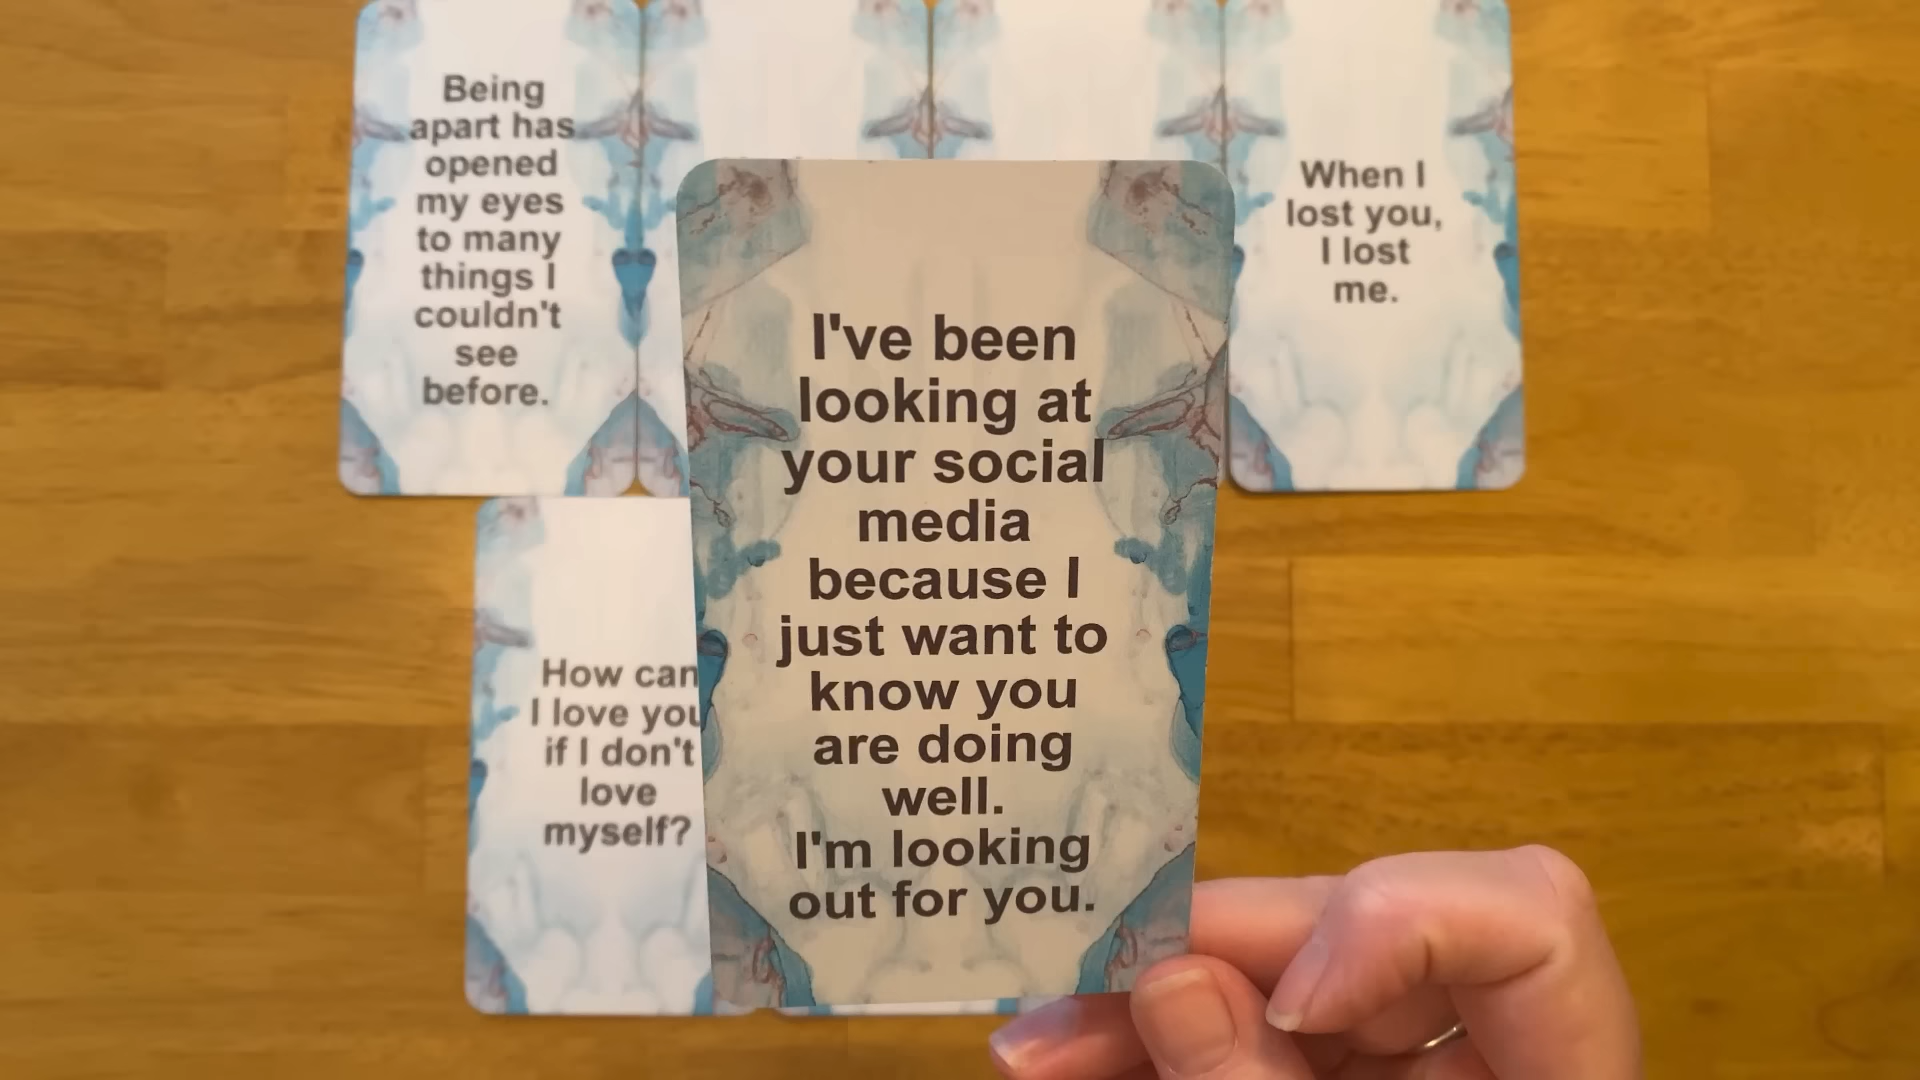 Being
apart has
opened
my eyes
to many
things I
couldn't
see
before.
When I
lost you,
I lost
me.
I've been
looking at
your social
media
because I
just want to
know you
are doing
well.
I'm looking
out for you.
How can
I love you
if I don't
love
myself?